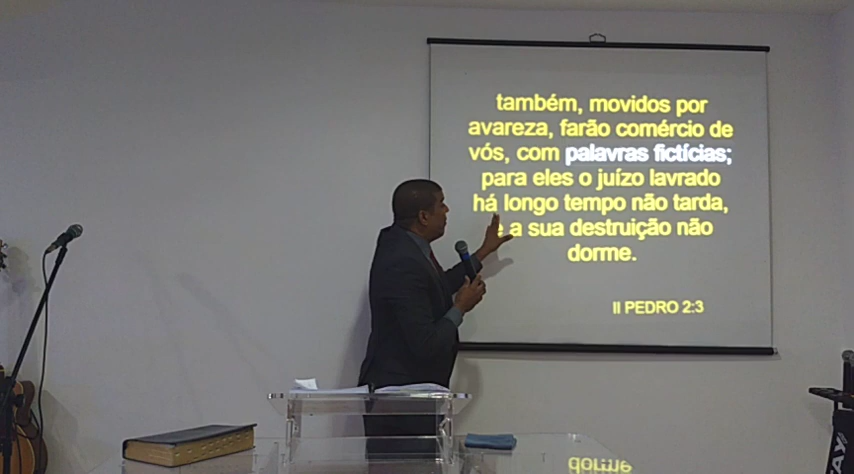 também, movidos por
avareza, farão comércio de
vós, com palavras fictícias;
para eles o juízo lavrado
há longo tempo não tarda,
e a sua destruição não
dorme.
II PEDRO 2:3
dorme